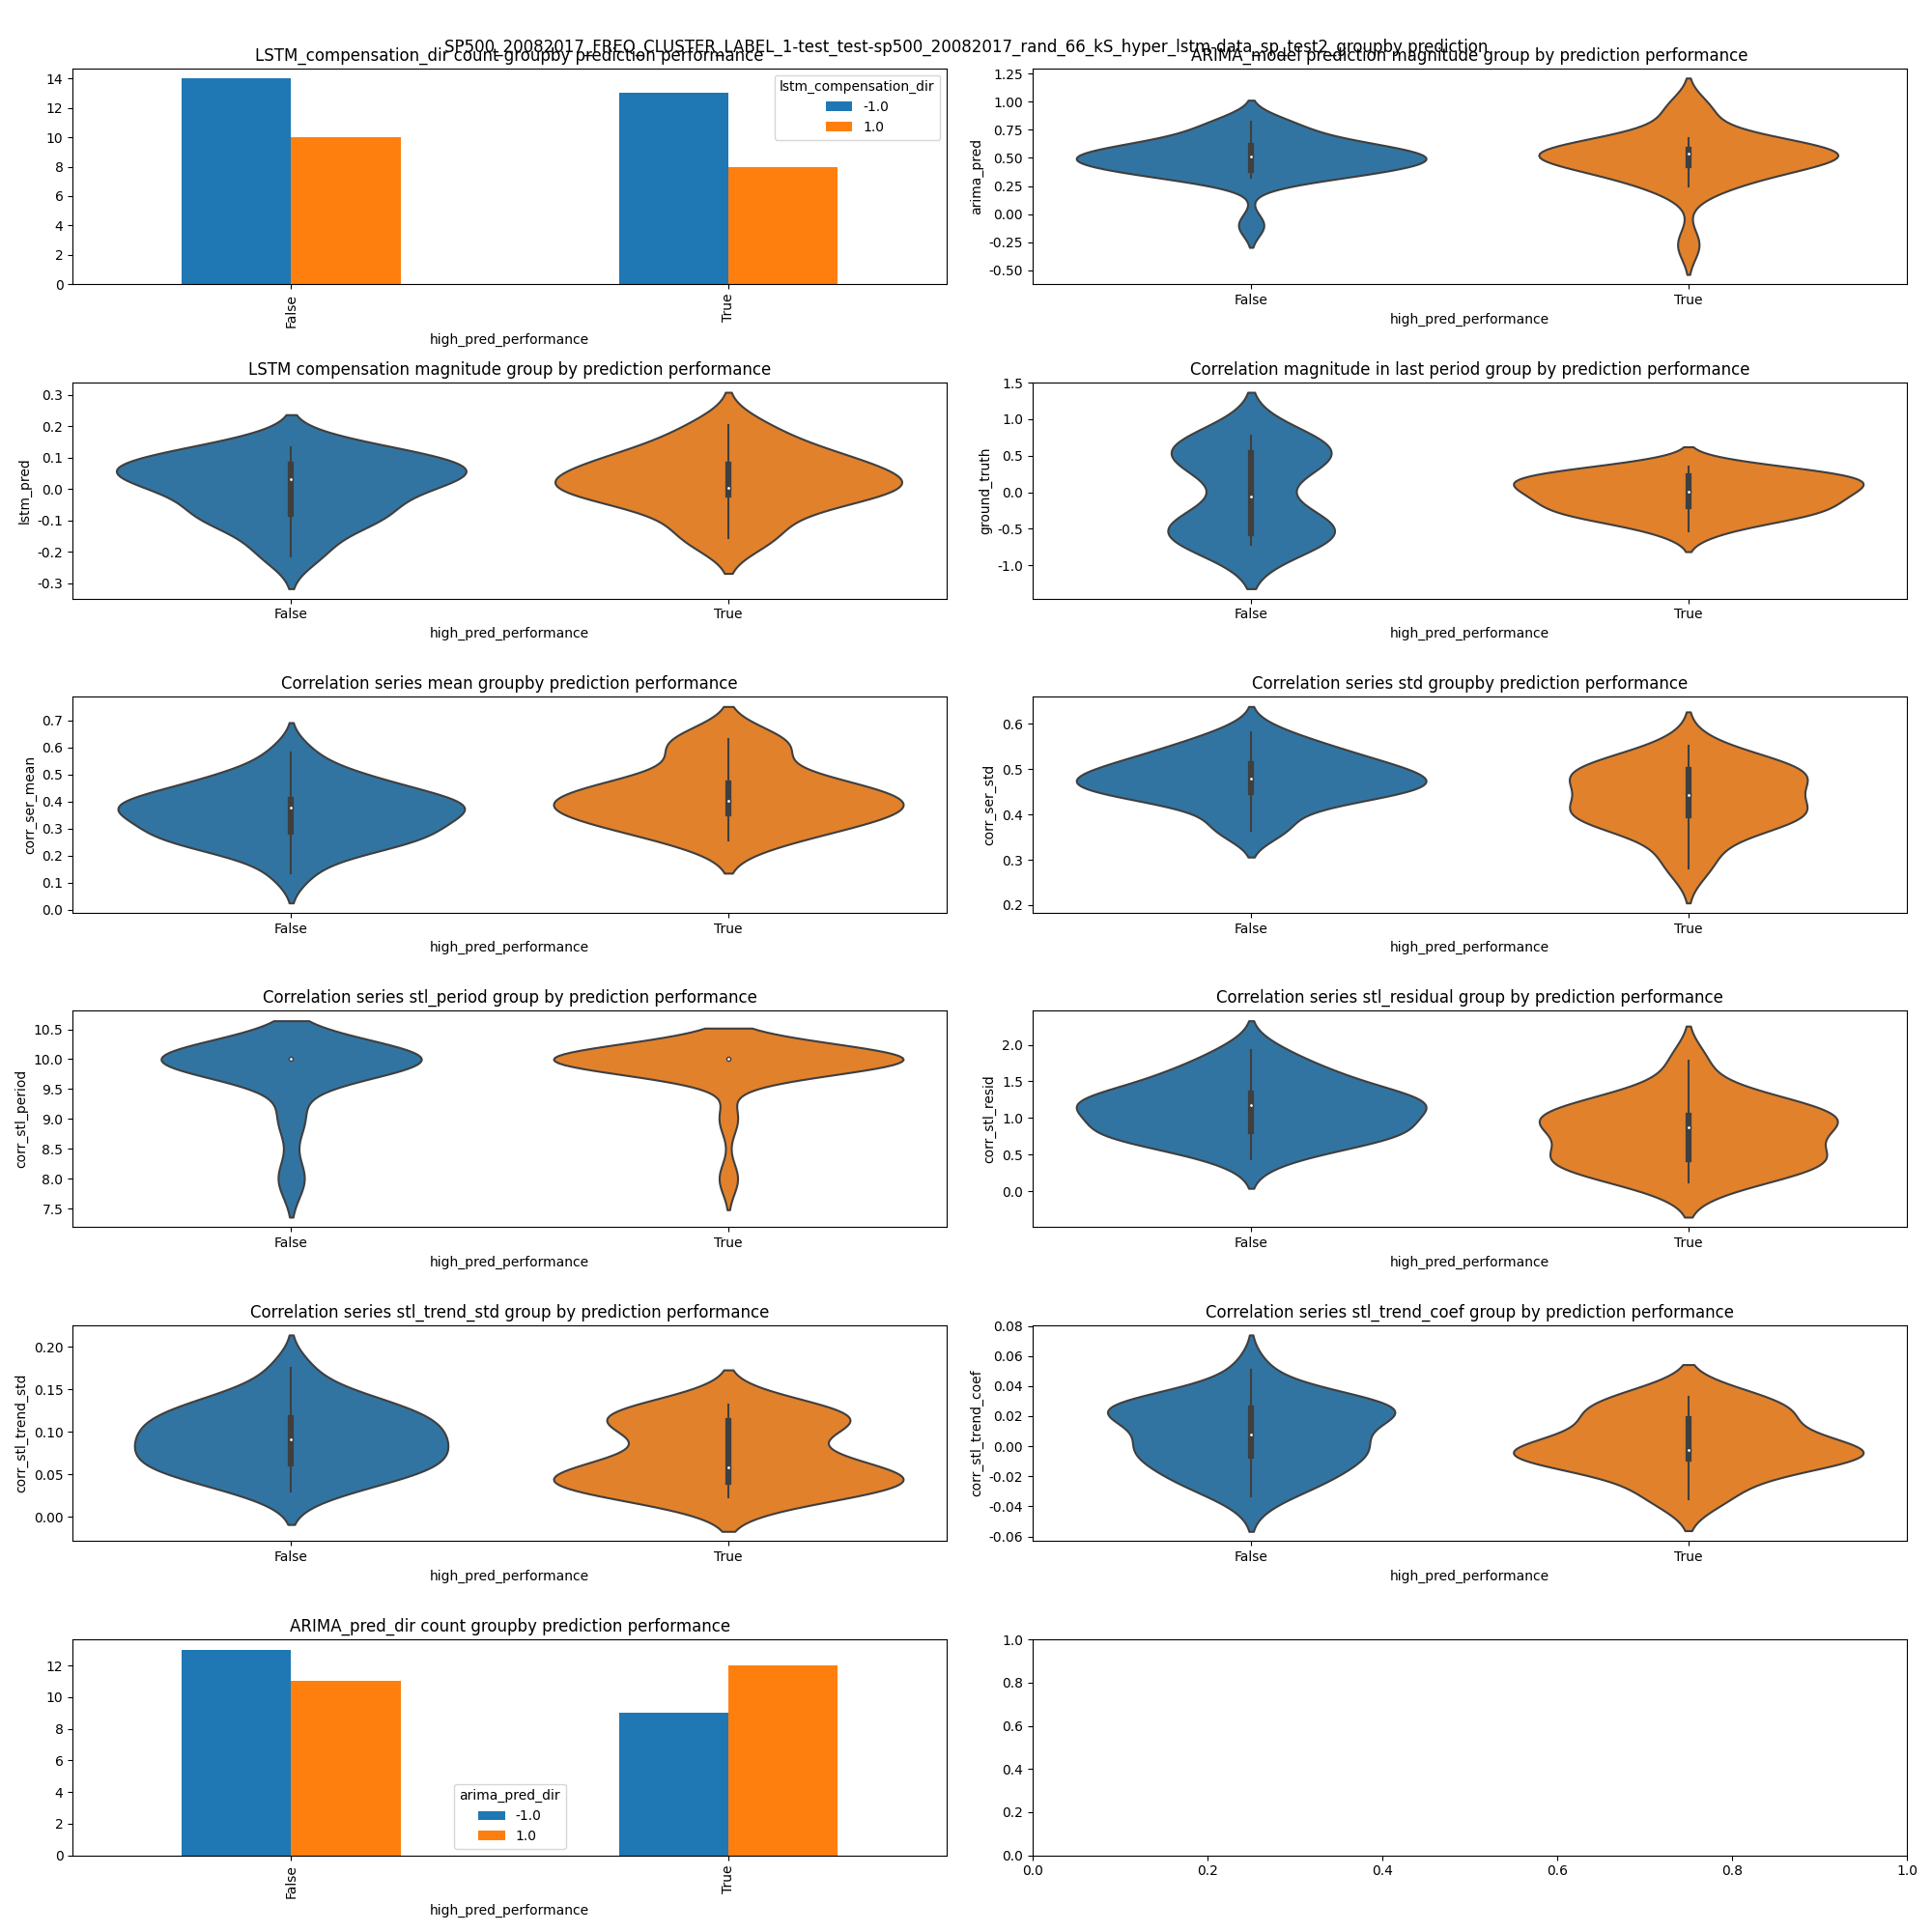 SP500_20082017_FREQ_CLUSTER_LABEL_1-test_test-sp500_20082017_rand_66_kS_hyper_lstm-data_sp_test2_groupby prediction
LSTM_compensation_dir count groupby prediction performance
14
12
10
8
6
4
2
0
lstm_compensation_dir
-1.0
1.0
False
True
high_pred_performance
ARIMA_model prediction magnitude group by prediction performance
arima_pred
1.25
1.00
0.75
0.50
0.25
0.00
-0.25
-0.50
False
True
high_pred_performance
LSTM compensation magnitude group by prediction performance
lstm_pred
0.3
0.2
0.1
0.0
-0.1
-0.2
-0.3
False
True
high_pred_performance
Correlation magnitude in last period group by prediction performance
ground_truth
1.5
1.0
0.5
0.0
-0.5
-1.0
False
True
high_pred_performance
Correlation series mean groupby prediction performance
corr_ser_mean
0.7
0.6
0.5
0.4
0.3
0.2
0.1
0.0
False
True
high_pred_performance
Correlation series std groupby prediction performance
corr_ser_std
0.6
0.5
0.4
0.3
0.2
False
True
high_pred_performance
Correlation series stl_period group by prediction performance
corr_stl_period
10.5
10.0
9.5
9.0
8.5
8.0
7.5
False
True
high_pred_performance
Correlation series stl_residual group by prediction performance
corr_stl_resid
2.0
1.5
1.0
0.5
0.0
False
True
high_pred_performance
Correlation series stl_trend_std group by prediction performance
corr_stl_trend_std
0.20
0.15
0.10
0.05
0.00
False
True
high_pred_performance
Correlation series stl_trend_coef group by prediction performance
corr_stl_trend_coef
0.08
0.06
0.04
0.02
0.00
-0.02
-0.04
-0.06
False
True
high_pred_performance
ARIMA_pred_dir count groupby prediction performance
12
10
8
6
4
2
0
arima_pred_dir
-1.0
1.0
False
True
high_pred_performance
1.0
0.8
0.6
0.4
0.2
0.0
0.0
0.2
0.4
0.6
0.8
1.0